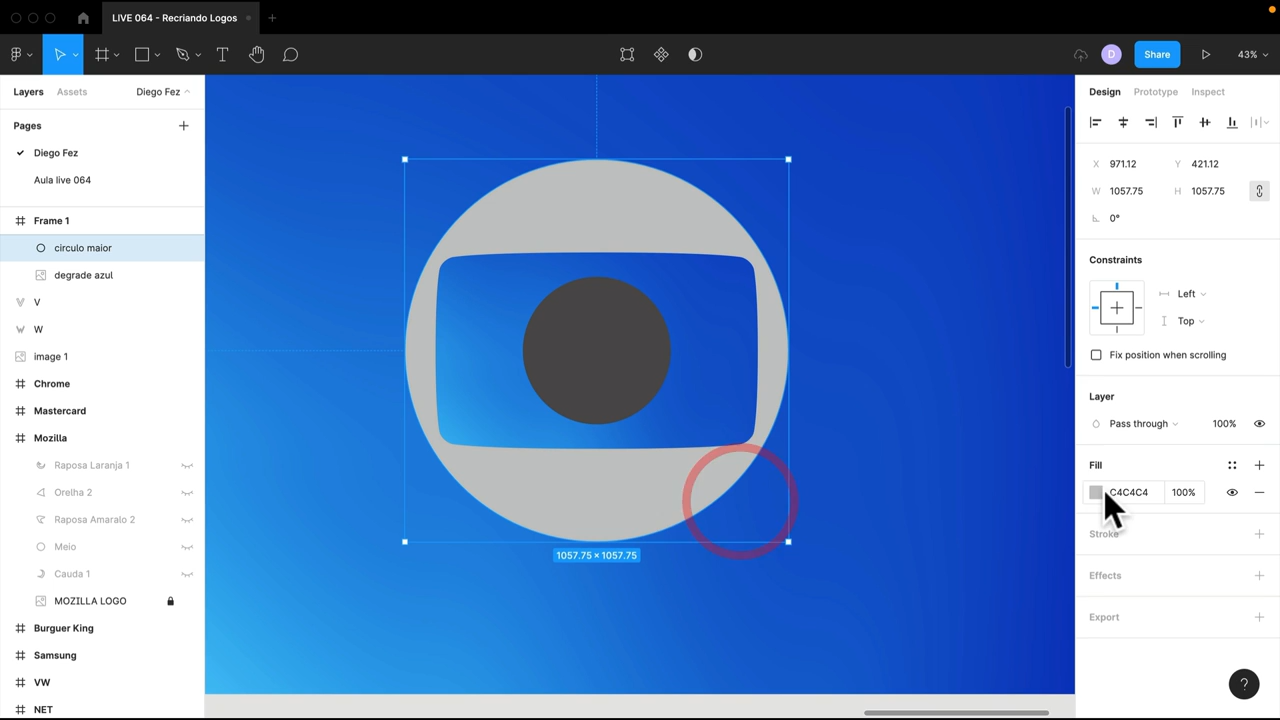 LIVE 064 - Recriando Logos
D
Share
43%
Layers
Assets
Diego Fez
Design
Prototype
Inspect
Pages
Diego Fez
Aula live 064
X 971.12
Y 421.12
W 1057.75
H 1057.75
0°
Frame 1
circulo maior
degrade azul
V
W
image 1
Chrome
Mastercard
Mozilla
Raposa Laranja 1
Orelha 2
Raposa Amaralo 2
Meio
Cauda 1
MOZILLA LOGO
Burguer King
Samsung
VW
NET
1057.75 × 1057.75
Constraints
Left
Top
Fix position when scrolling
Layer
Pass through
100%
Fill
C4C4C4
100%
Stroke
Effects
Export
?